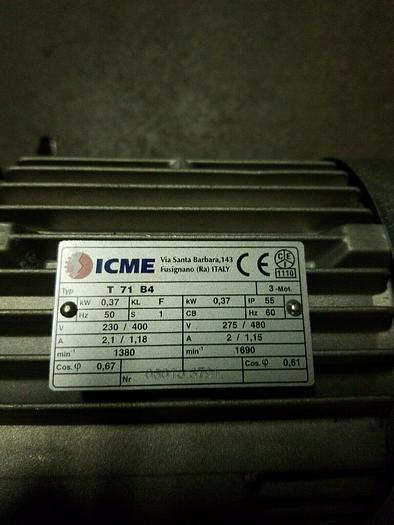 ICME Via Santa Barbara,143
Fusignano (Ra) ITALY CE
CEI
1110
Typ T 71 B4 3-Mot.
kW 0,37 KL F kW 0,37 IP 55
Hz 50 S 1 CB Hz 60
V 230 / 400 V 275 / 480
A 2,1 / 1,18 A 2 / 1,15
min-1 1380 min-1 1690
Cos.φ 0,67 Cos.φ 0,61
Nr